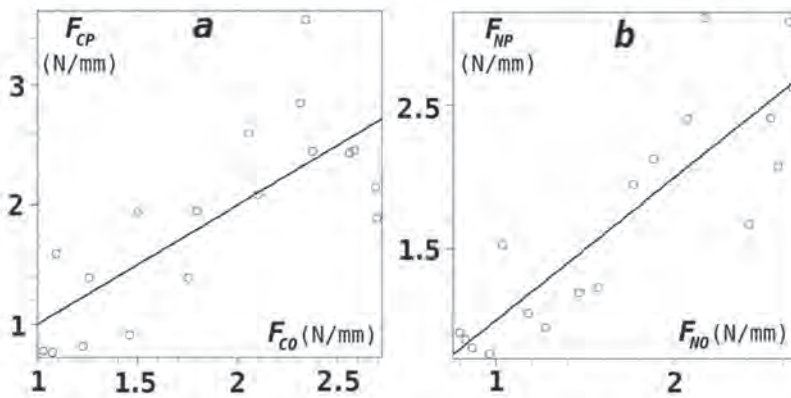 F_CP a
(N/mm)
3
2
1
F_CO (N/mm)
1 1.5 2 2.5
F_NP b
(N/mm)
2.5
1.5
F_NO (N/mm)
1 2